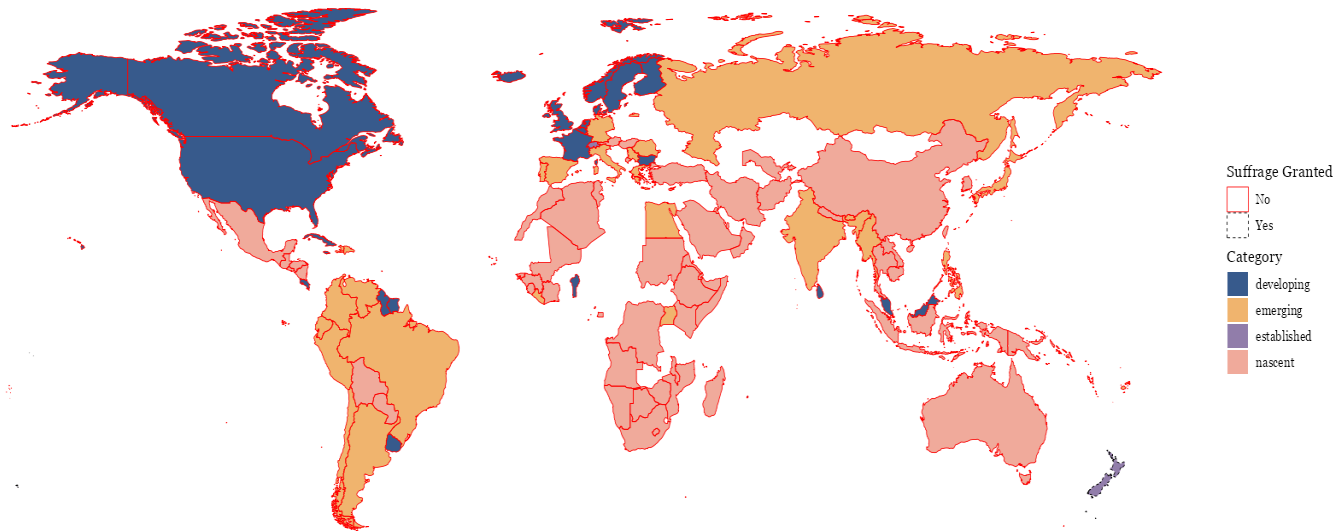 Suffrage Granted
No
Yes
Category
developing
emerging
established
nascent